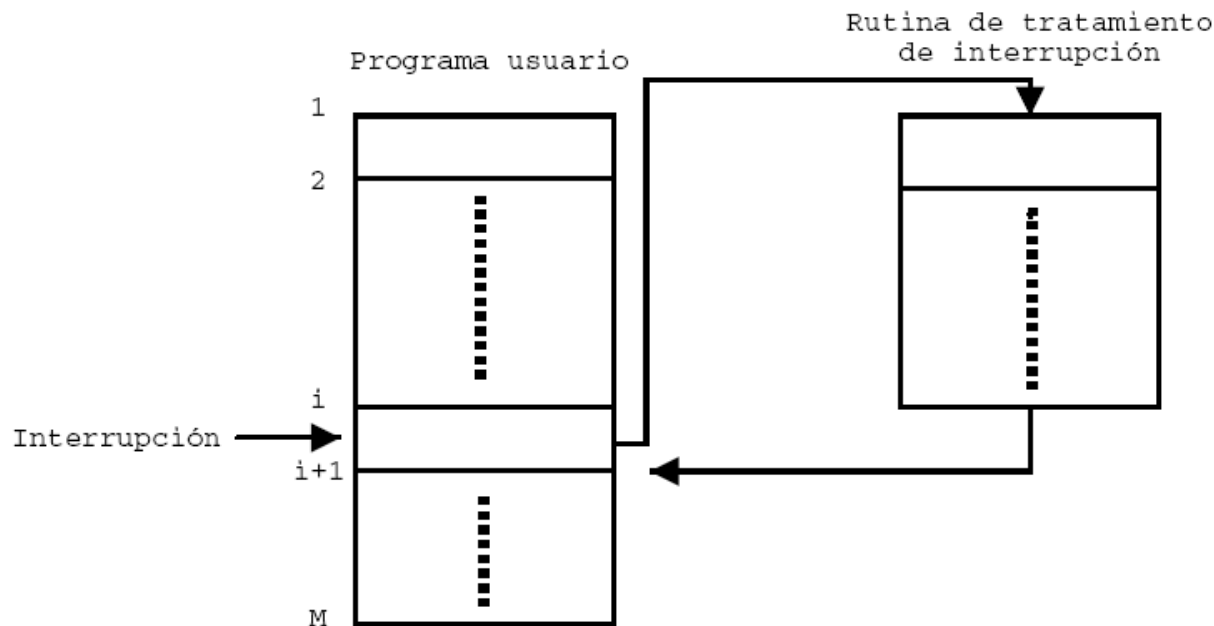 Rutina de tratamiento
de interrupción
Programa usuario
1
2
i
Interrupción
i+1
M